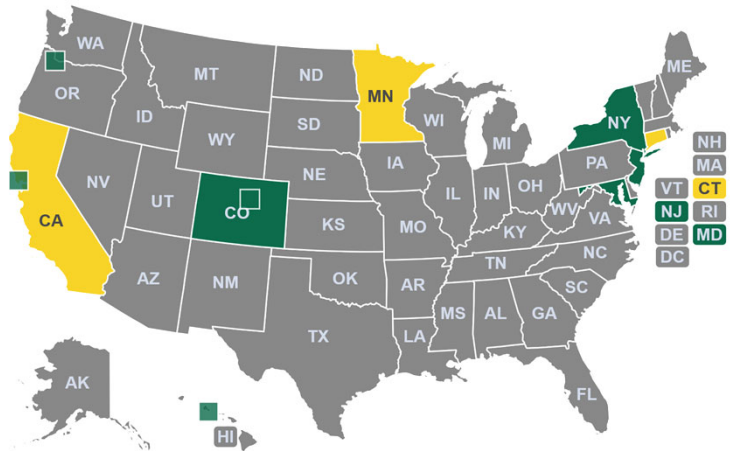 WA
MT
ND
MN
ME
OR
ID
WY
SD
WI
MI
NY
NH
MA
VT
CT
NJ
RI
DE
MD
DC
CA
NV
UT
CO
NE
IA
IL
IN
OH
PA
KS
MO
KY
WV
VA
AZ
NM
OK
AR
TN
NC
SC
TX
LA
MS
AL
GA
FL
AK
HI